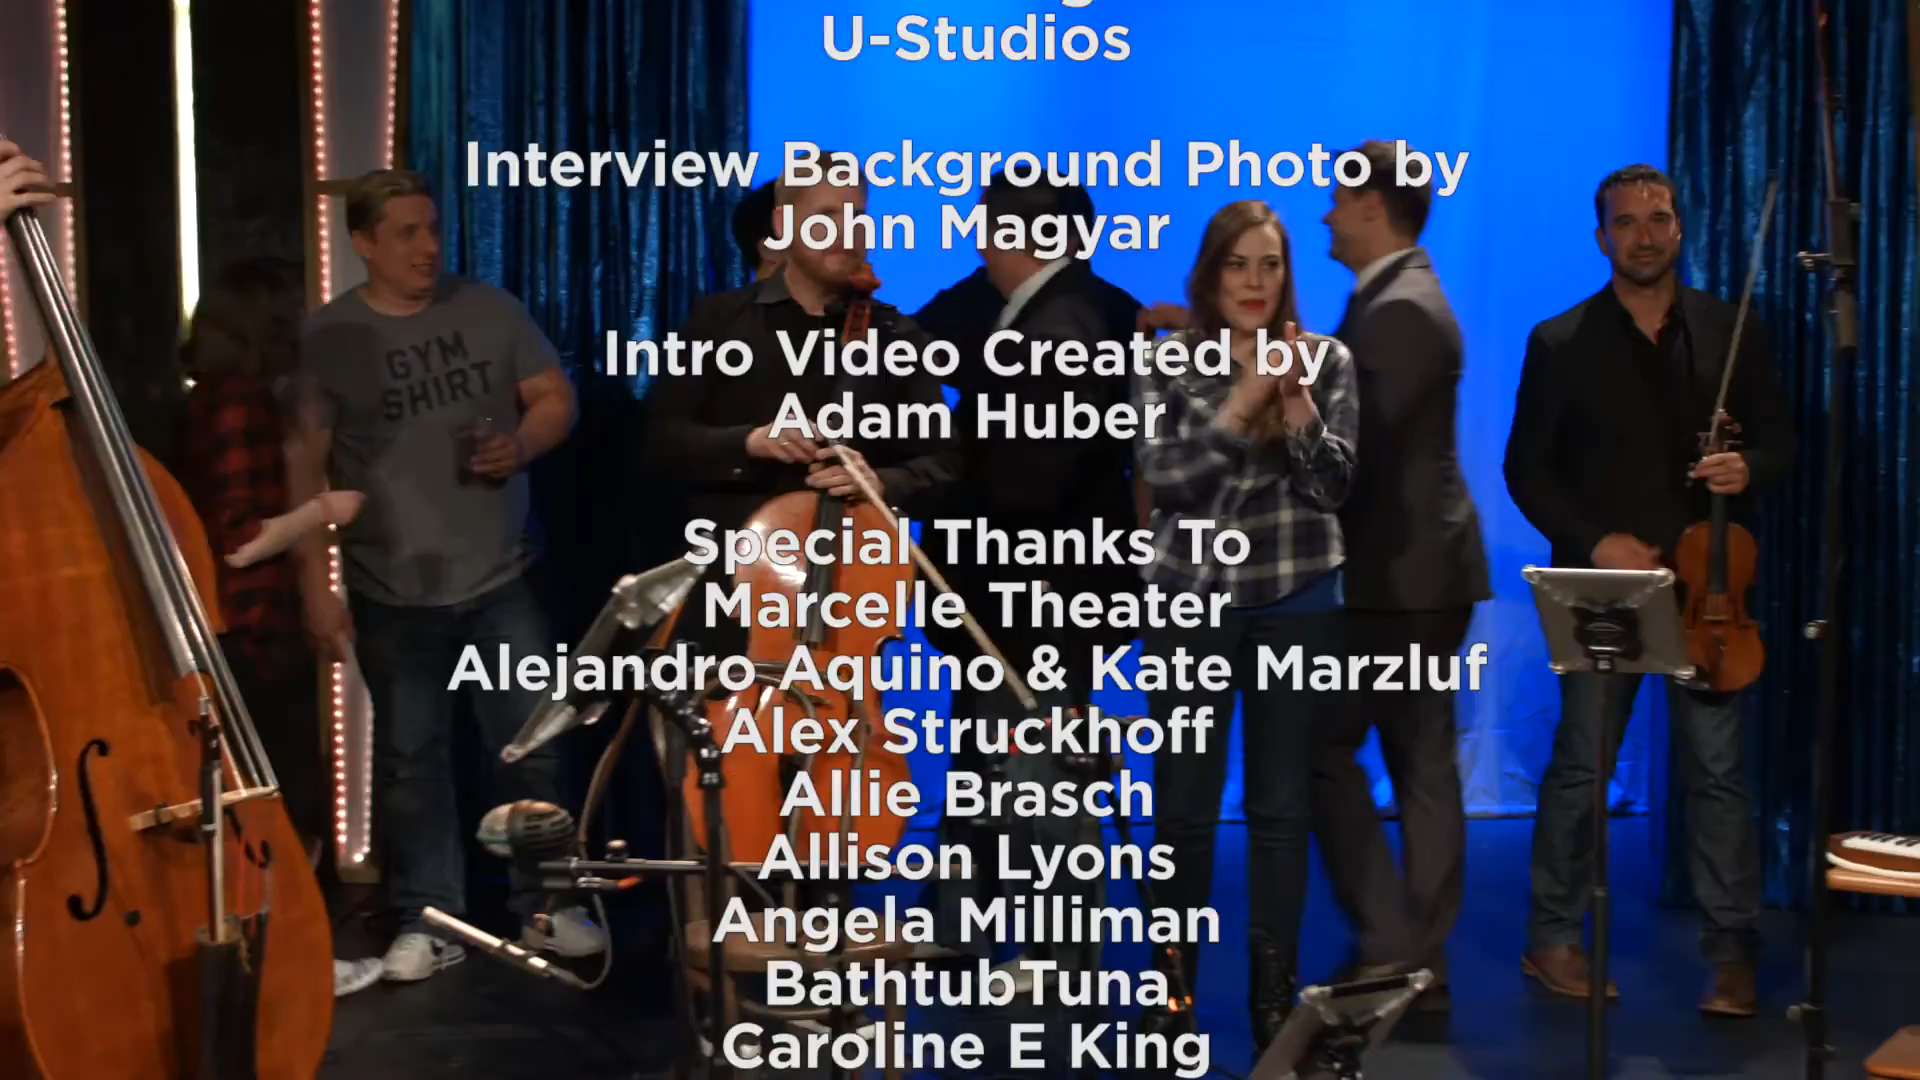 U-Studios
Interview Background Photo by
John Magyar
Intro Video Created by
Adam Huber
Special Thanks To
Marcelle Theater
Alejandro Aquino & Kate Marzluf
Alex Struckhoff
Allie Brasch
Allison Lyons
Angela Milliman
BathtubTuna
Caroline E King
GYM
SHIRT